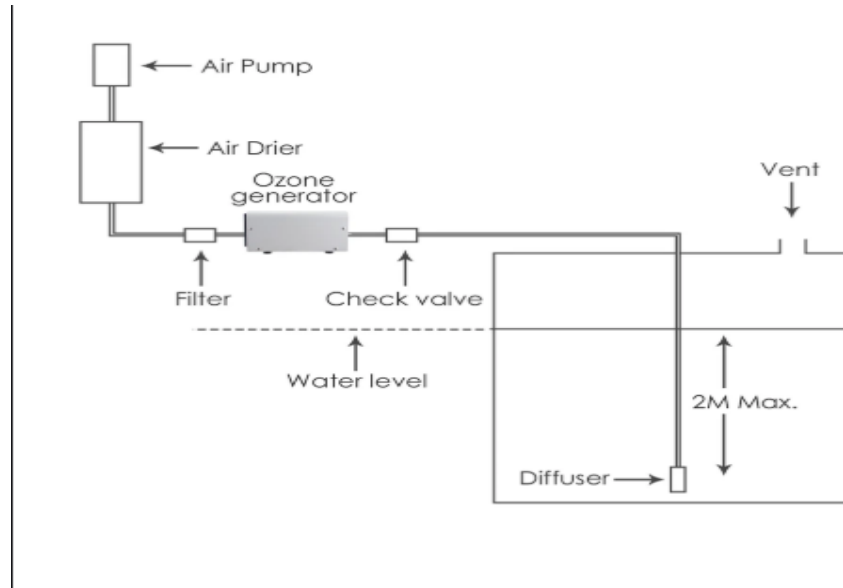 Air Pump
Air Drier
Ozone
generator
Vent
Filter
Check valve
Water level
2M Max.
Diffuser